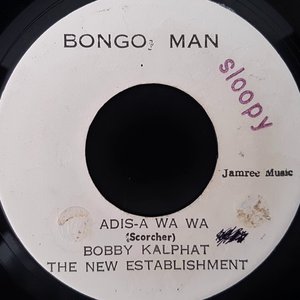 BONGO MAN
sloopy
Jamree Music
ADIS-A WA WA
(Scorcher)
BOBBY KALPHAT
THE NEW ESTABLISHMENT